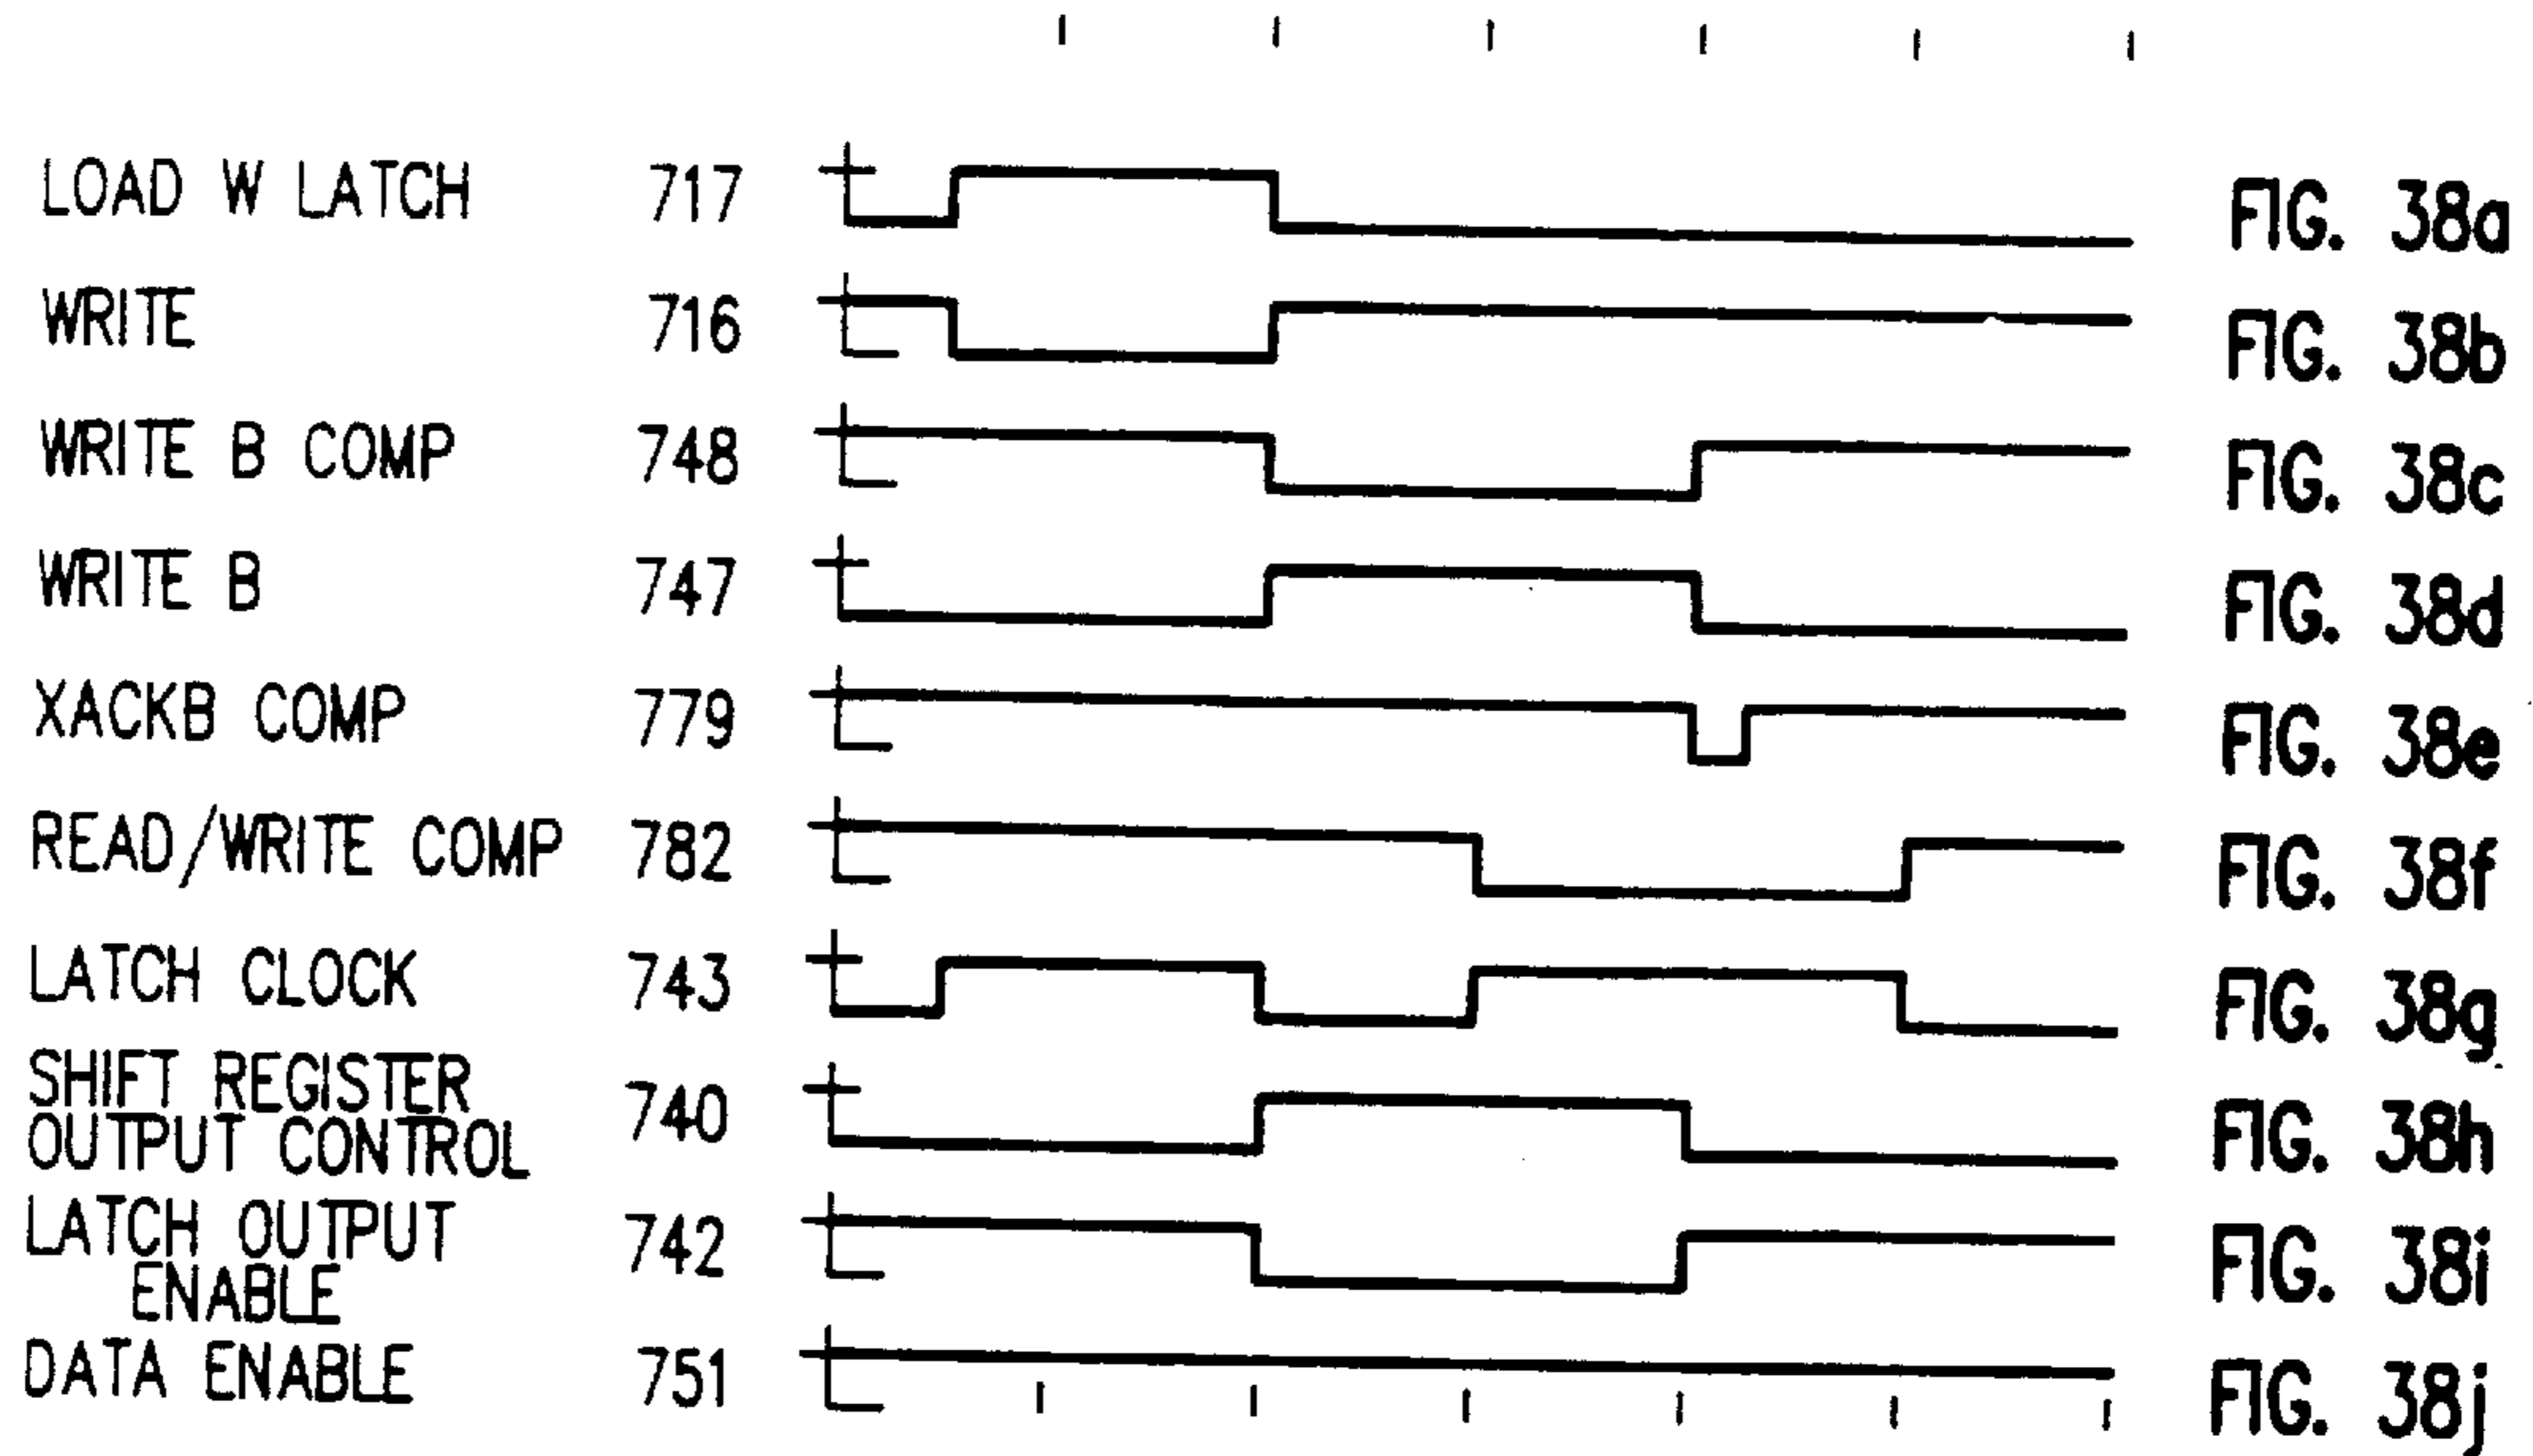 LOAD W LATCH 717 FIG. 38a
WRITE 716 FIG. 38b
WRITE B COMP 748 FIG. 38c
WRITE B 747 FIG. 38d
XACKB COMP 779 FIG. 38e
READ/WRITE COMP 782 FIG. 38f
LATCH CLOCK 743 FIG. 38g
SHIFT REGISTER
OUTPUT CONTROL 740 FIG. 38h
LATCH OUTPUT
ENABLE 742 FIG. 38i
DATA ENABLE 751 FIG. 38j